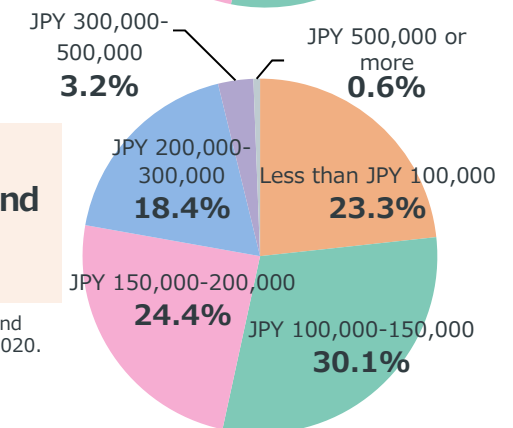 JPY 300,000-
500,000
3.2%
JPY 500,000 or
more
0.6%
JPY 200,000-
300,000
18.4%
Less than JPY 100,000
23.3%
nd
JPY 150,000-200,000
24.4%
JPY 100,000-150,000
30.1%
nd
020.